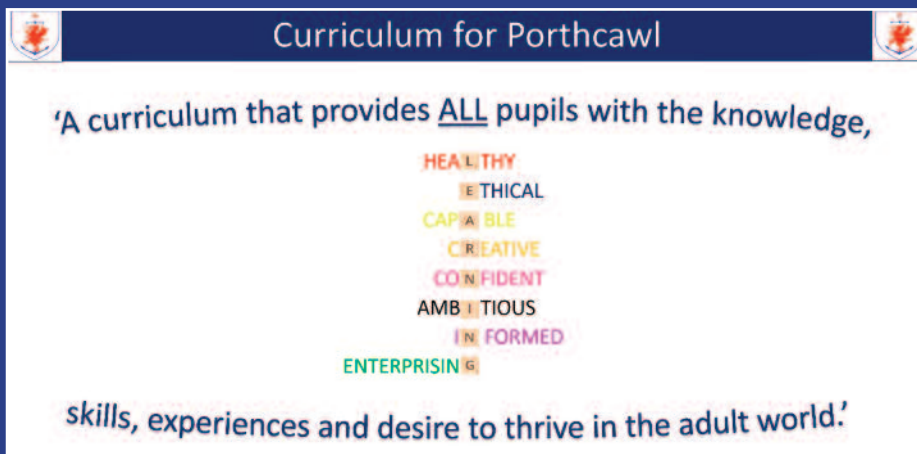 Curriculum for Porthcawl
'A curriculum that provides ALL pupils with the knowledge,
HEALTHY
ETHICAL
CAPABLE
CREATIVE
CONFIDENT
AMBITIOUS
INFORMED
ENTERPRISING
skills, experiences and desire to thrive in the adult world.'